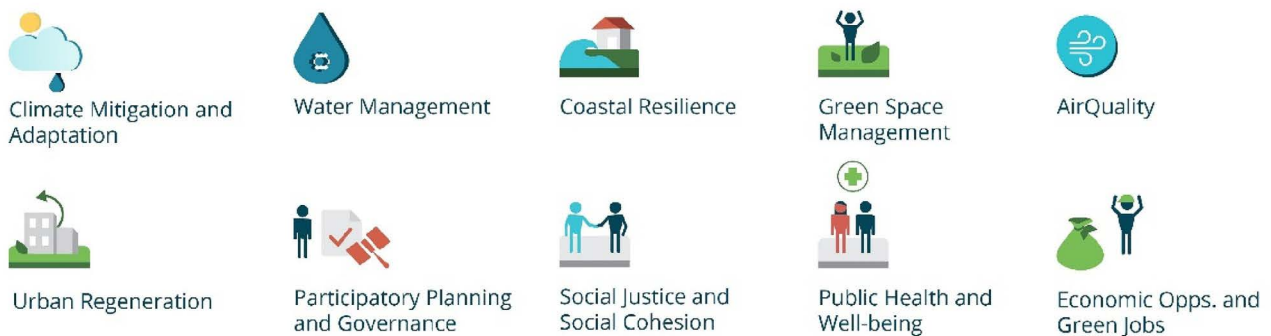 Climate Mitigation and
Adaptation
Water Management
Coastal Resilience
Green Space
Management
AirQuality
Urban Regeneration
Participatory Planning
and Governance
Social Justice and
Social Cohesion
Public Health and
Well-being
Economic Opps. and
Green Jobs